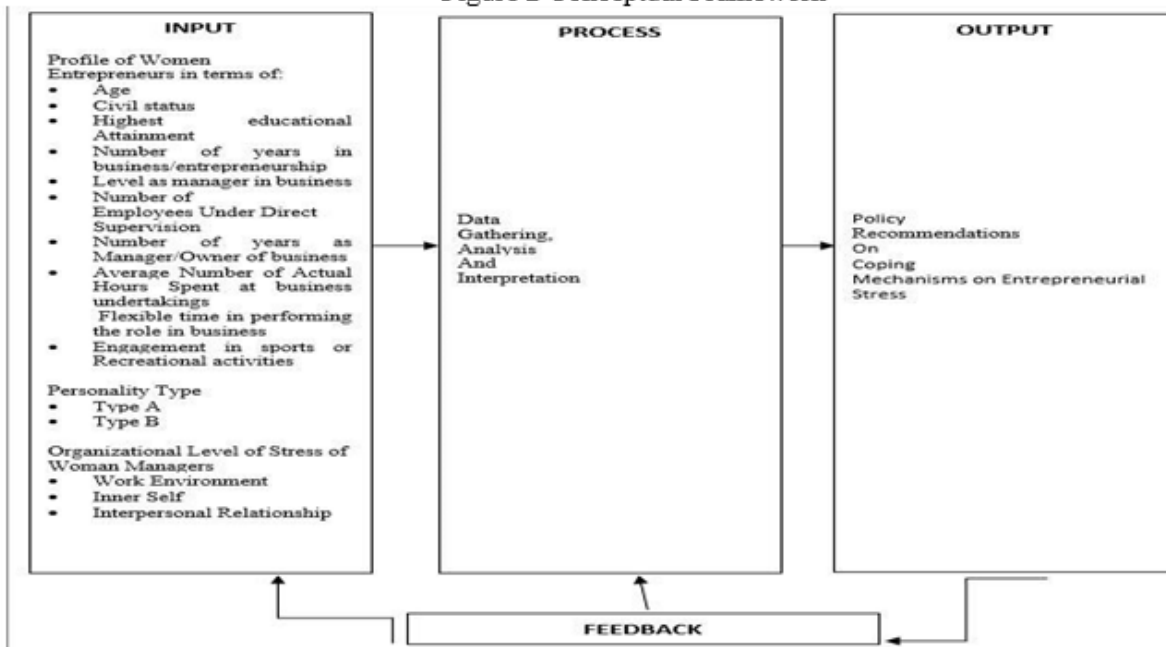 INPUT
Profile of Women
Entrepreneurs in terms of:
• Age
• Civil status
• Highest educational
Attainment
• Number of years in
business/entrepreneurship
• Level as manager in business
• Number of
Employees Under Direct
Supervision
• Number of years as
Manager/Owner of business
• Average Number of Actual
Hours Spent at business
undertakings
Flexible time in performing
the role in business
• Engagement in sports or
Recreational activities
Personality Type
• Type A
• Type B
Organizational Level of Stress of
Woman Managers
• Work Environment
• Inner Self
• Interpersonal Relationship
PROCESS
Data
Gathering,
Analysis
And
Interpretation
OUTPUT
Policy
Recommendations
On
Coping
Mechanisms on Entrepreneurial
Stress
FEEDBACK